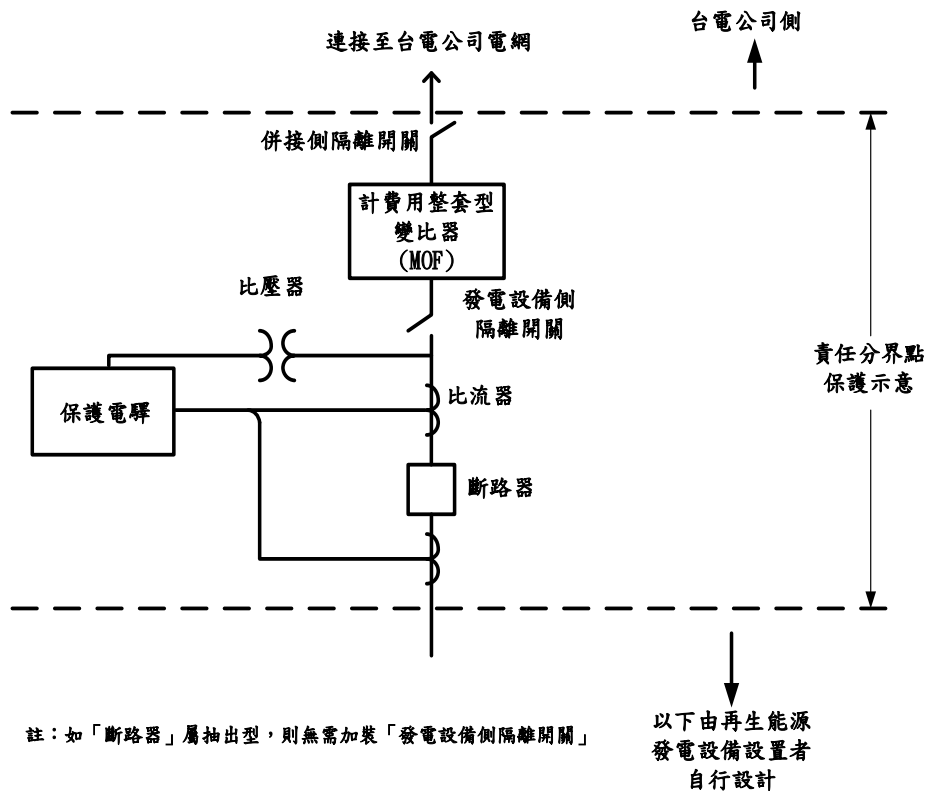 台電公司側
連接至台電公司電網
併接側隔離開關
計費用整套型
變比器
(MOF)
比壓器
發電設備側
隔離開關
責任分界點
保護示意
比流器
保護電驛
斷路器
以下由再生能源
發電設備設置者
自行設計
註：如「斷路器」屬抽出型，則無需加裝「發電設備側隔離開關」